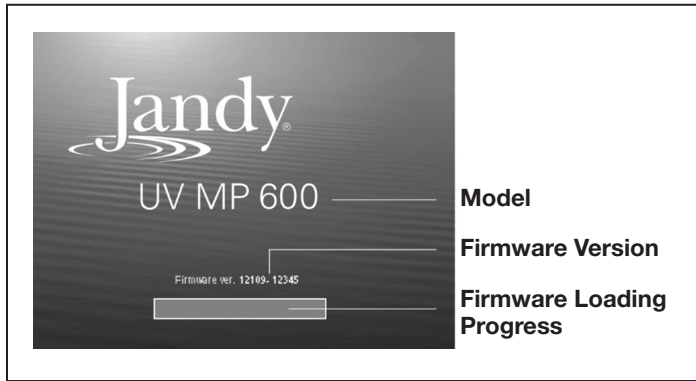 Jandy®
UV MP 600
Model
Firmware Version
Firmware ver. 12109-12345
Firmware Loading
Progress